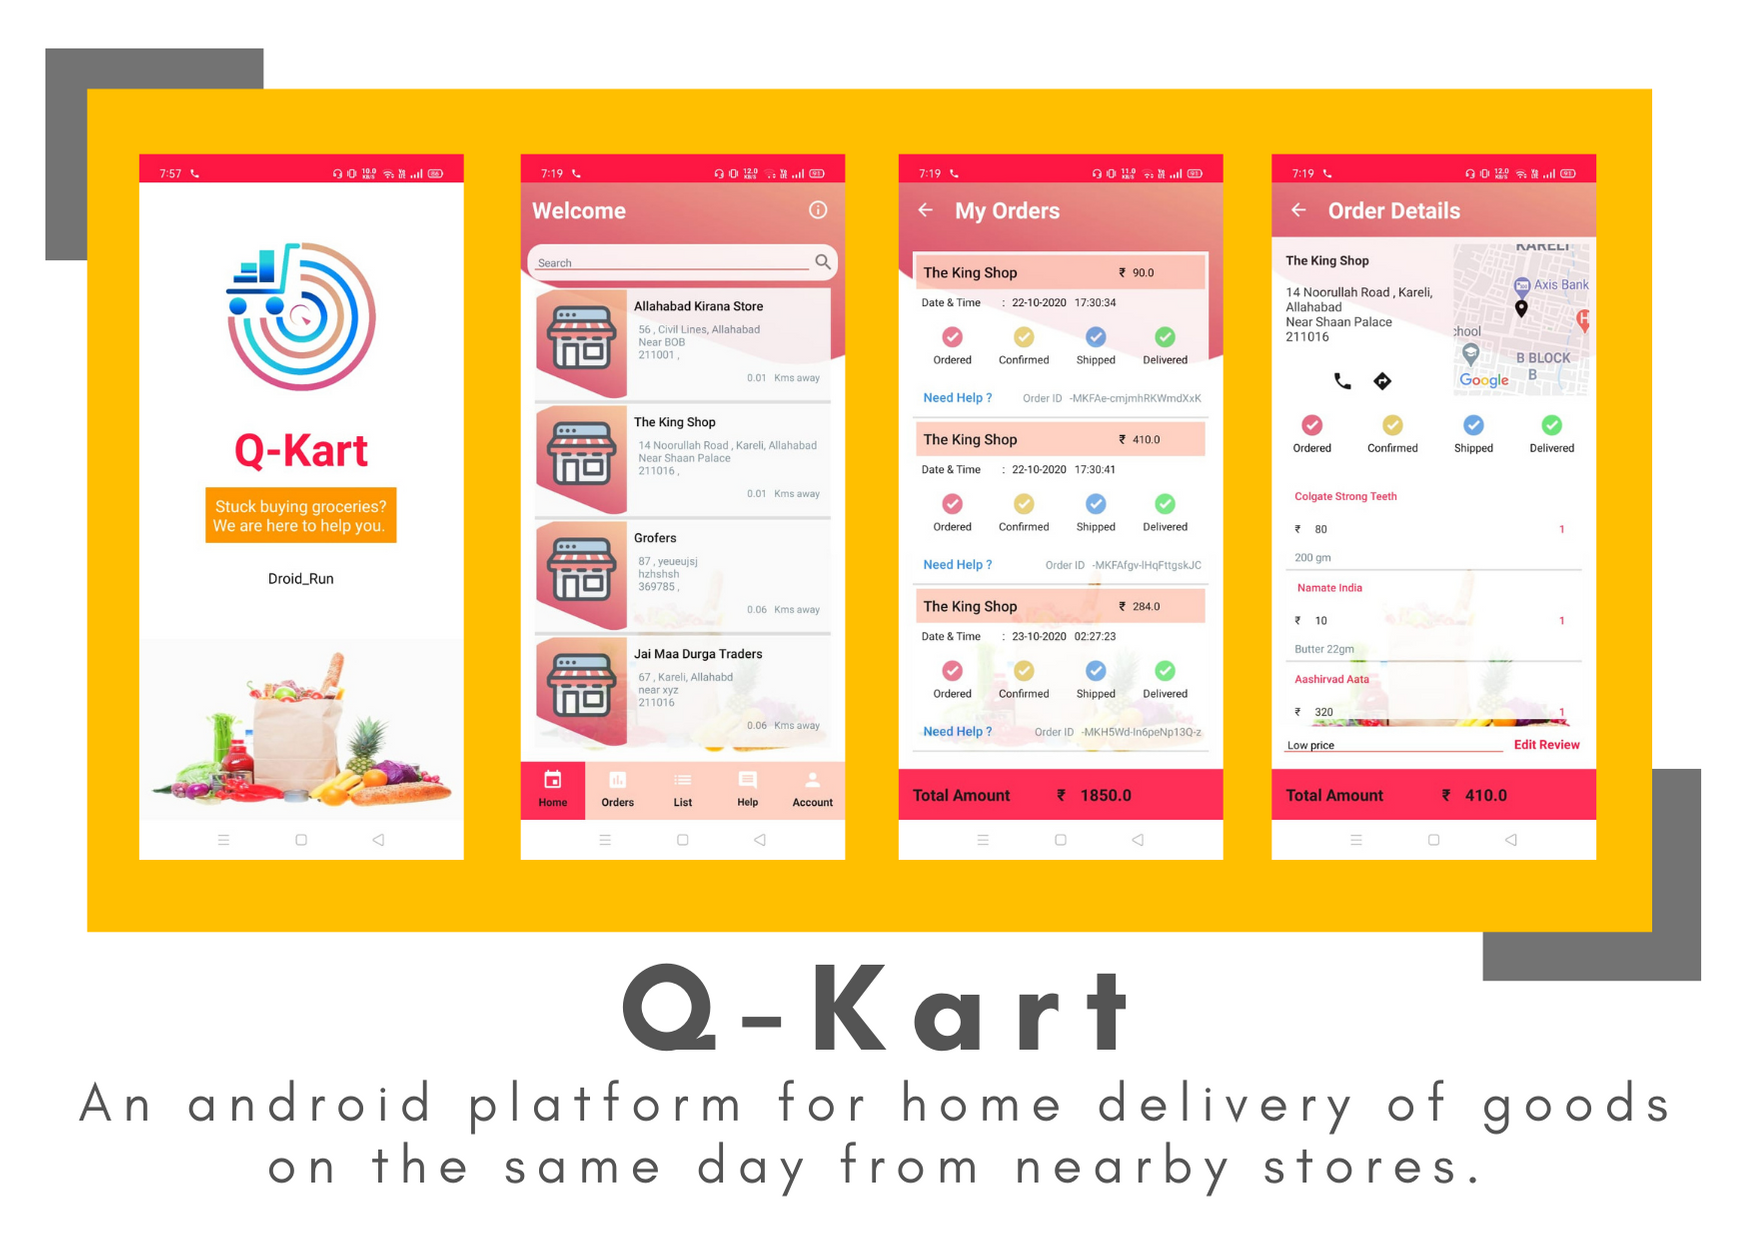 7:57
Q-Kart
Stuck buying groceries?
We are here to help you.
Droid_Run
7:19
Welcome
Search
Allahabad Kirana Store
56 , Civil Lines, Allahabad
Near BOB
211001 ,
0.01 Kms away
The King Shop
14 Noorullah Road , Kareli, Allahabad
Near Shaan Palace
211016 ,
0.01 Kms away
Grofers
87 , yeueujsj
hzhshsh
369785 ,
0.06 Kms away
Jai Maa Durga Traders
67 , Kareli, Allahabd
near xyz
211016
0.06 Kms away
Home Orders List Help Account
7:19
My Orders
The King Shop ₹ 90.0
Date & Time : 22-10-2020 17:30:34
Ordered Confirmed Shipped Delivered
Need Help ? Order ID -MKFAe-cmjmhRKWmdXxK
The King Shop ₹ 410.0
Date & Time : 22-10-2020 17:30:41
Ordered Confirmed Shipped Delivered
Need Help ? Order ID -MKFAfgv-IHqFttgskJC
The King Shop ₹ 284.0
Date & Time : 23-10-2020 02:27:23
Ordered Confirmed Shipped Delivered
Need Help ? Order ID -MKH5Wd-In6peNp13Q-z
Total Amount ₹ 1850.0
7:19
Order Details
The King Shop
14 Noorullah Road , Kareli,
Allahabad
Near Shaan Palace
211016
KARELI
Axis Bank
chool
B BLOCK
B
Google
Ordered Confirmed Shipped Delivered
Colgate Strong Teeth
₹ 80 1
200 gm
Namate India
₹ 10 1
Butter 22gm
Aashirvad Aata
₹ 320 1
Low price Edit Review
Total Amount ₹ 410.0
Q-Kart
An android platform for home delivery of goods
on the same day from nearby stores.